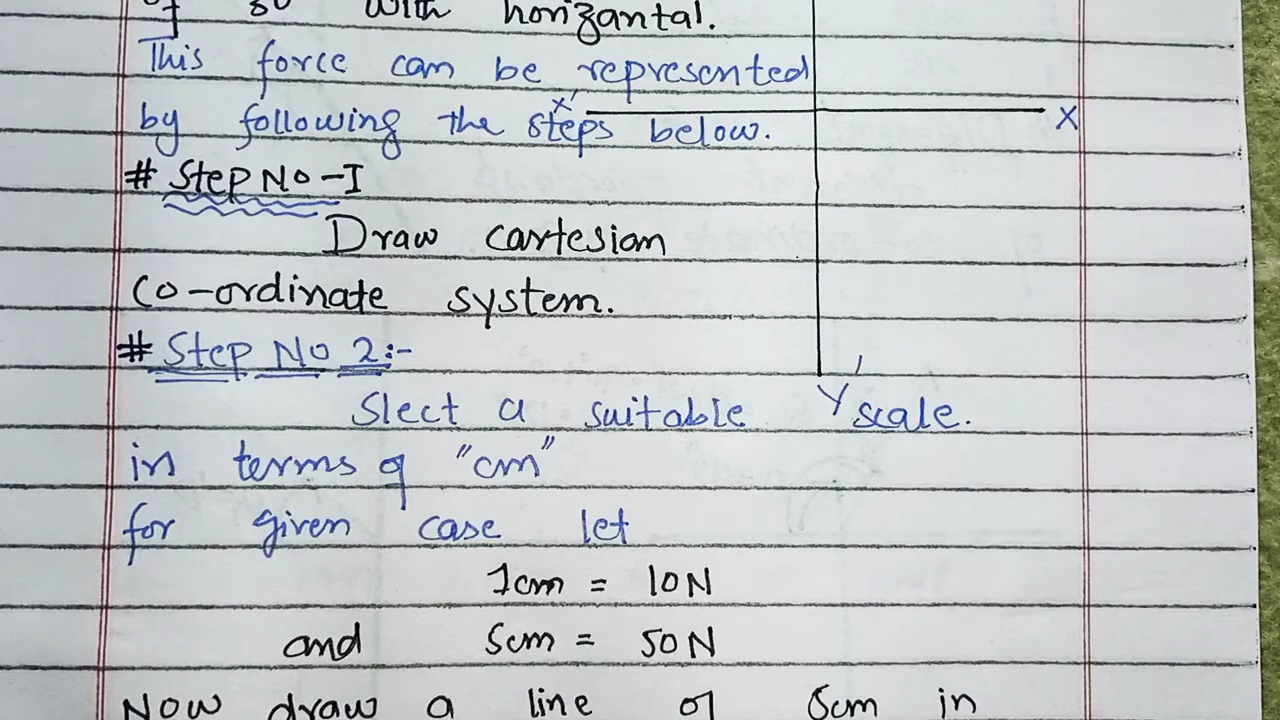 of 30° with horizantal.
This force can be represented
by following the steps below.
X'
X
# Step No -I
Draw cartesian
Co-ordinate system.
# Step No 2:-
Y'
Slect a suitable scale.
in terms of "cm"
for given case let
1cm = 10N
and 5cm = 50N
Now draw a line of 5cm in